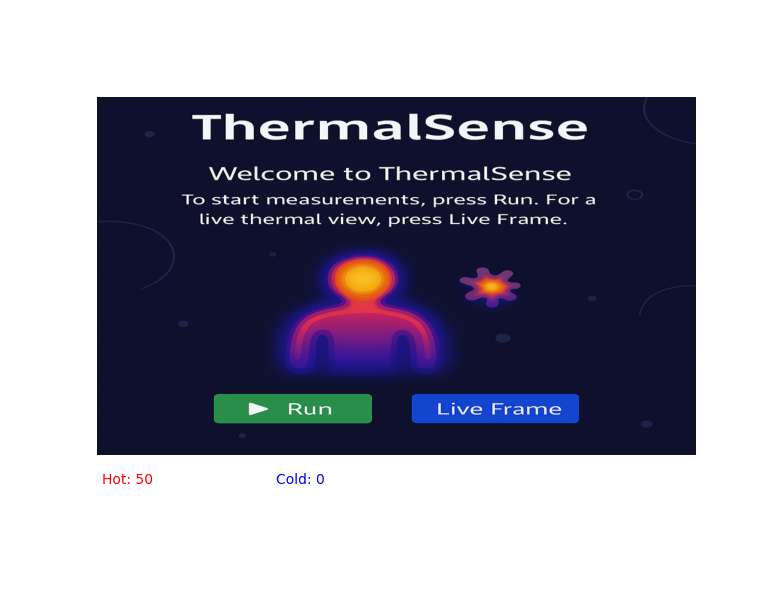 ThermalSense
Welcome to ThermalSense
To start measurements, press Run. For a
live thermal view, press Live Frame.
Run
Live Frame
Hot: 50
Cold: 0